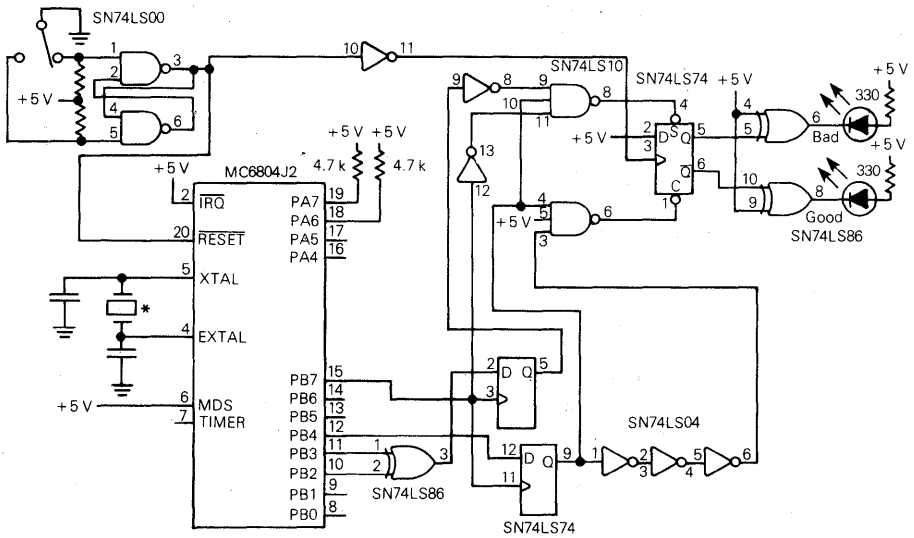 SN74LS00
1
2
3
4
5
6
+5 V
10
11
SN74LS10
9
8
9
10
11
8
SN74LS74
+5 V
4
2
3
D
S
Q
5
6
Q̅
C
1
+5 V
+5 V
330
4
5
6
Bad
+5 V
330
10
9
8
Good
SN74LS86
13
12
4
+5 V
5
3
6
+5 V
+5 V
4.7 k
4.7 k
MC6804J2
+5 V
2
IRQ
20
RESET
5
XTAL
*
4
EXTAL
+5 V
6
MDS
7
TIMER
PA7
19
PA6
18
PA5
17
PA4
16
PB7
15
PB6
14
PB5
13
PB4
12
PB3
11
PB2
10
PB1
9
PB0
8
1
2
3
SN74LS86
2
D
Q
5
3
12
D
Q
9
11
SN74LS74
SN74LS04
1
2
3
4
5
6